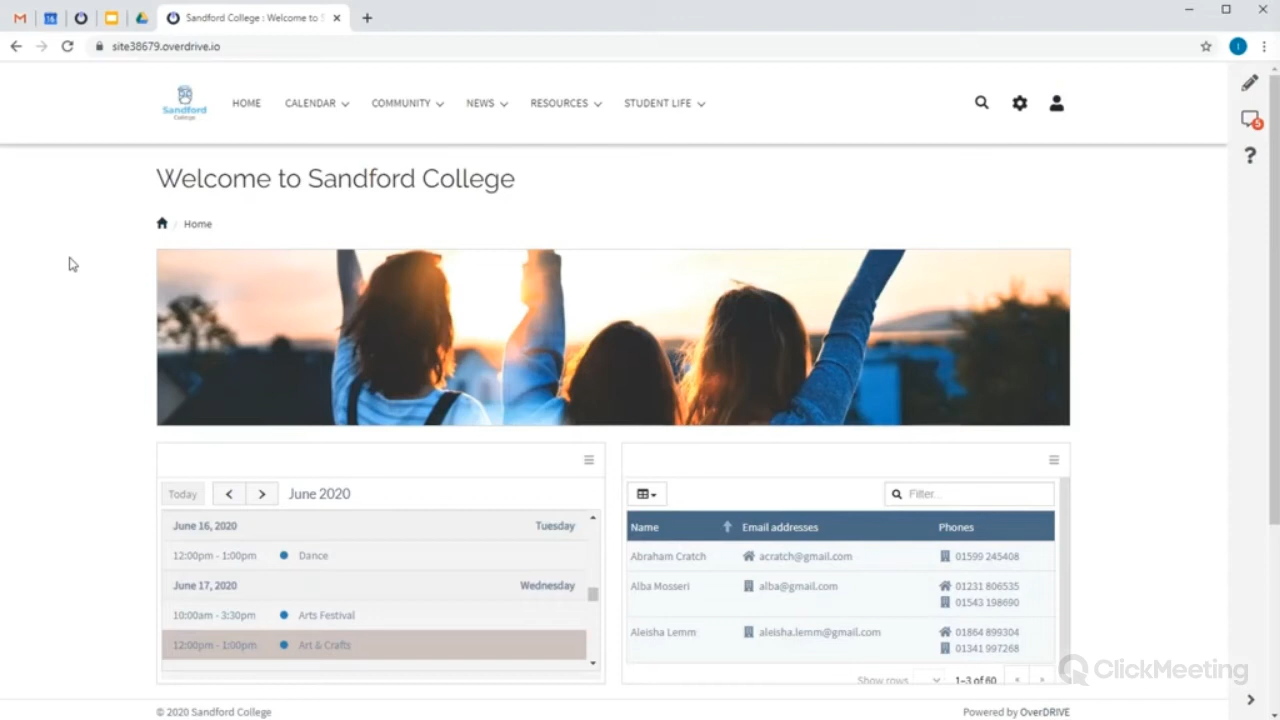 Sandford College : Welcome to S
site38679.overdrive.io
Sandford
College
HOME
CALENDAR
COMMUNITY
NEWS
RESOURCES
STUDENT LIFE
5
Welcome to Sandford College
/ Home
Today
June 2020
June 16, 2020 Tuesday
12:00pm - 1:00pm Dance
June 17, 2020 Wednesday
10:00am - 3:30pm Arts Festival
12:00pm - 1:00pm Art & Crafts
Filter...
Name Email addresses Phones
Abraham Cratch acratch@gmail.com 01599 245408
Alba Mosseri alba@gmail.com 01231 806535
01543 198690
Aleisha Lemm aleisha.lemm@gmail.com 01864 899304
01341 997268
Show rows 1–3 of 60
ClickMeeting
© 2020 Sandford College
Powered by OverDRIVE